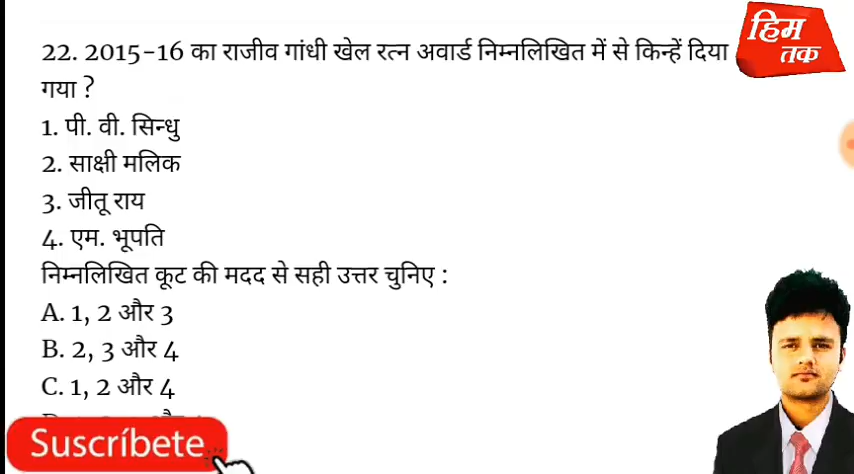 हिम
तक
22. 2015-16 का राजीव गांधी खेल रत्न अवार्ड निम्नलिखित में से किन्हें दिया
गया ?
1. पी. वी. सिन्धु
2. साक्षी मलिक
3. जीतू राय
4. एम. भूपति
निम्नलिखित कूट की मदद से सही उत्तर चुनिए :
A. 1, 2 और 3
B. 2, 3 और 4
C. 1, 2 और 4
Suscríbete